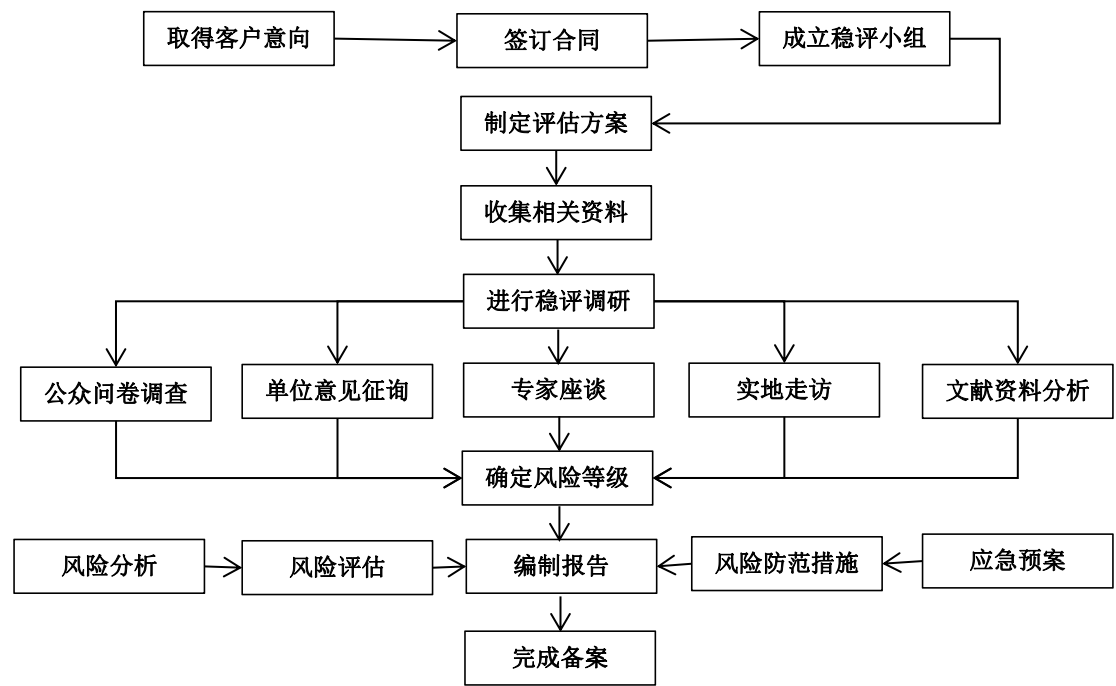 取得客户意向
签订合同
成立稳评小组
制定评估方案
收集相关资料
进行稳评调研
公众问卷调查
单位意见征询
专家座谈
实地走访
文献资料分析
确定风险等级
风险分析
风险评估
编制报告
风险防范措施
应急预案
完成备案